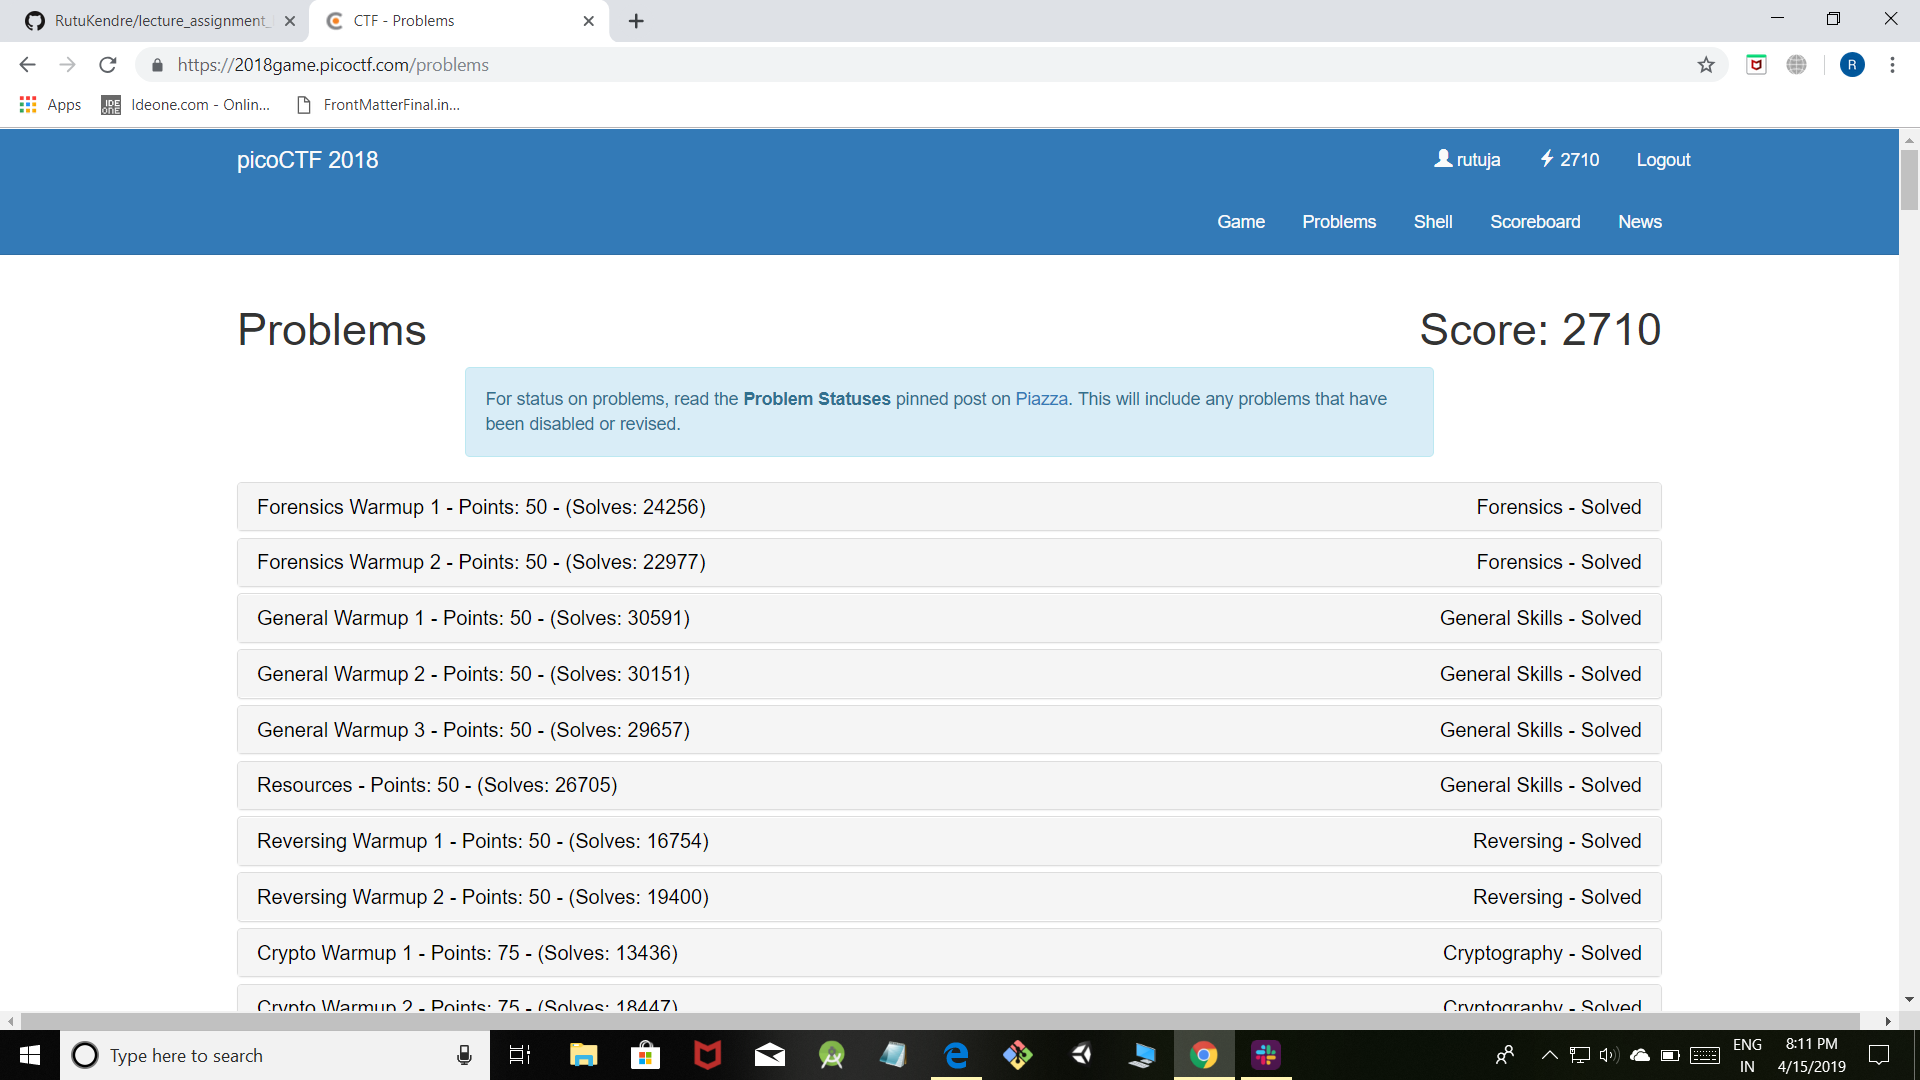 RutuKendre/lecture_assignment_
CTF - Problems
https://2018game.picoctf.com/problems
R
Apps
IDE ONE
Ideone.com - Onlin...
FrontMatterFinal.in...
picoCTF 2018
rutuja
2710
Logout
Game
Problems
Shell
Scoreboard
News
Problems
Score: 2710
For status on problems, read the Problem Statuses pinned post on Piazza. This will include any problems that have
been disabled or revised.
Forensics Warmup 1 - Points: 50 - (Solves: 24256)
Forensics - Solved
Forensics Warmup 2 - Points: 50 - (Solves: 22977)
Forensics - Solved
General Warmup 1 - Points: 50 - (Solves: 30591)
General Skills - Solved
General Warmup 2 - Points: 50 - (Solves: 30151)
General Skills - Solved
General Warmup 3 - Points: 50 - (Solves: 29657)
General Skills - Solved
Resources - Points: 50 - (Solves: 26705)
General Skills - Solved
Reversing Warmup 1 - Points: 50 - (Solves: 16754)
Reversing - Solved
Reversing Warmup 2 - Points: 50 - (Solves: 19400)
Reversing - Solved
Crypto Warmup 1 - Points: 75 - (Solves: 13436)
Cryptography - Solved
Crypto Warmup 2 - Points: 75 - (Solves: 18447)
Cryptography - Solved
Type here to search
ENG
IN
8:11 PM
4/15/2019